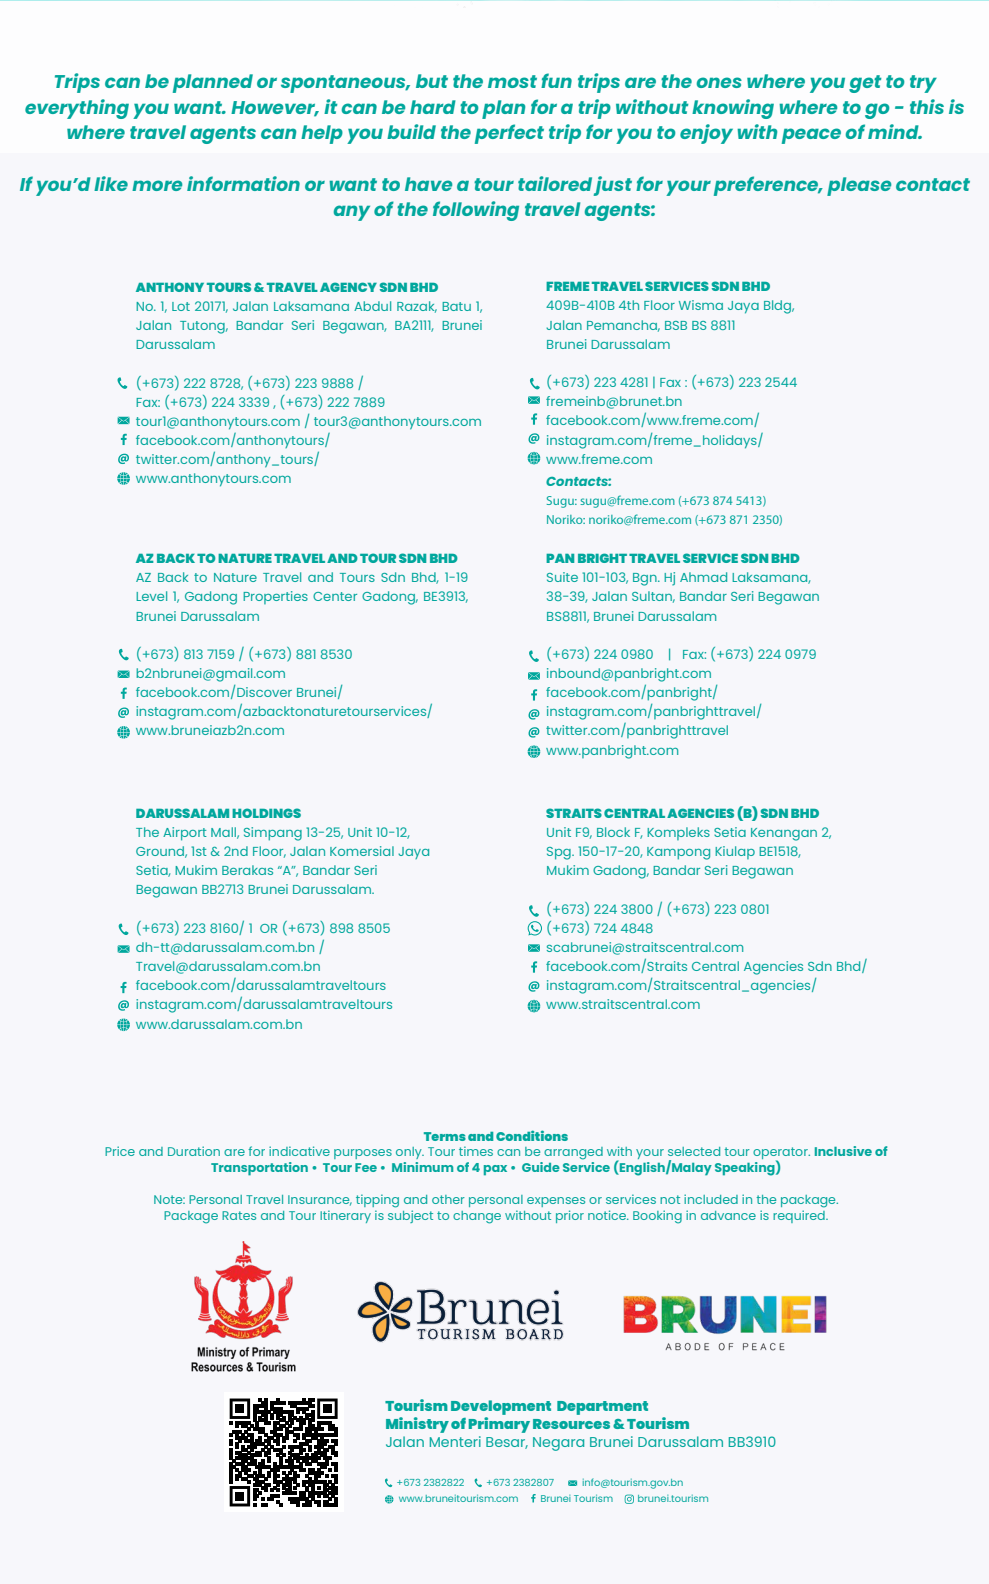 Trips can be planned or spontaneous, but the most fun trips are the ones where you get to try
everything you want. However, it can be hard to plan for a trip without knowing where to go - this is
where travel agents can help you build the perfect trip for you to enjoy with peace of mind.
If you’d like more information or want to have a tour tailored just for your preference, please contact
any of the following travel agents:
ANTHONY TOURS & TRAVEL AGENCY SDN BHD
No. 1, Lot 20171, Jalan Laksamana Abdul Razak, Batu 1,
Jalan Tutong, Bandar Seri Begawan, BA2111, Brunei
Darussalam
(+673) 222 8728, (+673) 223 9888 /
Fax: (+673) 224 3339 , (+673) 222 7889
tour1@anthonytours.com / tour3@anthonytours.com
facebook.com/anthonytours/
@ twitter.com/anthony_tours/
www.anthonytours.com
FREME TRAVEL SERVICES SDN BHD
409B-410B 4th Floor Wisma Jaya Bldg,
Jalan Pemancha, BSB BS 8811
Brunei Darussalam
(+673) 223 4281 | Fax : (+673) 223 2544
fremeinb@brunet.bn
facebook.com/www.freme.com/
@ instagram.com/freme_holidays/
www.freme.com
Contacts:
Sugu: sugu@freme.com (+673 874 5413)
Noriko: noriko@freme.com (+673 871 2350)
AZ BACK TO NATURE TRAVEL AND TOUR SDN BHD
AZ Back to Nature Travel and Tours Sdn Bhd, 1-19
Level 1, Gadong Properties Center Gadong, BE3913,
Brunei Darussalam
(+673) 813 7159 / (+673) 881 8530
b2nbrunei@gmail.com
facebook.com/Discover Brunei/
@ instagram.com/azbacktonaturetourservices/
www.bruneiazb2n.com
PAN BRIGHT TRAVEL SERVICE SDN BHD
Suite 101-103, Bgn. Hj Ahmad Laksamana,
38-39, Jalan Sultan, Bandar Seri Begawan
BS8811, Brunei Darussalam
(+673) 224 0980 | Fax: (+673) 224 0979
inbound@panbright.com
facebook.com/panbright/
@ instagram.com/panbrighttravel/
@ twitter.com/panbrighttravel
www.panbright.com
DARUSSALAM HOLDINGS
The Airport Mall, Simpang 13-25, Unit 10-12,
Ground, 1st & 2nd Floor, Jalan Komersial Jaya
Setia, Mukim Berakas “A”, Bandar Seri
Begawan BB2713 Brunei Darussalam.
(+673) 223 8160/ 1 OR (+673) 898 8505
dh-tt@darussalam.com.bn /
Travel@darussalam.com.bn
facebook.com/darussalamtraveltours
@ instagram.com/darussalamtraveltours
www.darussalam.com.bn
STRAITS CENTRAL AGENCIES (B) SDN BHD
Unit F9, Block F, Kompleks Setia Kenangan 2,
Spg. 150-17-20, Kampong Kiulap BE1518,
Mukim Gadong, Bandar Seri Begawan
(+673) 224 3800 / (+673) 223 0801
(+673) 724 4848
scabrunei@straitscentral.com
facebook.com/Straits Central Agencies Sdn Bhd/
@ instagram.com/Straitscentral_agencies/
www.straitscentral.com
Terms and Conditions
Price and Duration are for indicative purposes only. Tour times can be arranged with your selected tour operator. Inclusive of
Transportation • Tour Fee • Minimum of 4 pax • Guide Service (English/Malay Speaking)
Note: Personal Travel Insurance, tipping and other personal expenses or services not included in the package.
Package Rates and Tour Itinerary is subject to change without prior notice. Booking in advance is required.
Ministry of Primary
Resources & Tourism
Brunei
TOURISM BOARD
BRUNEI
ABODE OF PEACE
Tourism Development Department
Ministry of Primary Resources & Tourism
Jalan Menteri Besar, Negara Brunei Darussalam BB3910
+673 2382822 +673 2382807 info@tourism.gov.bn
www.bruneitourism.com Brunei Tourism brunei.tourism